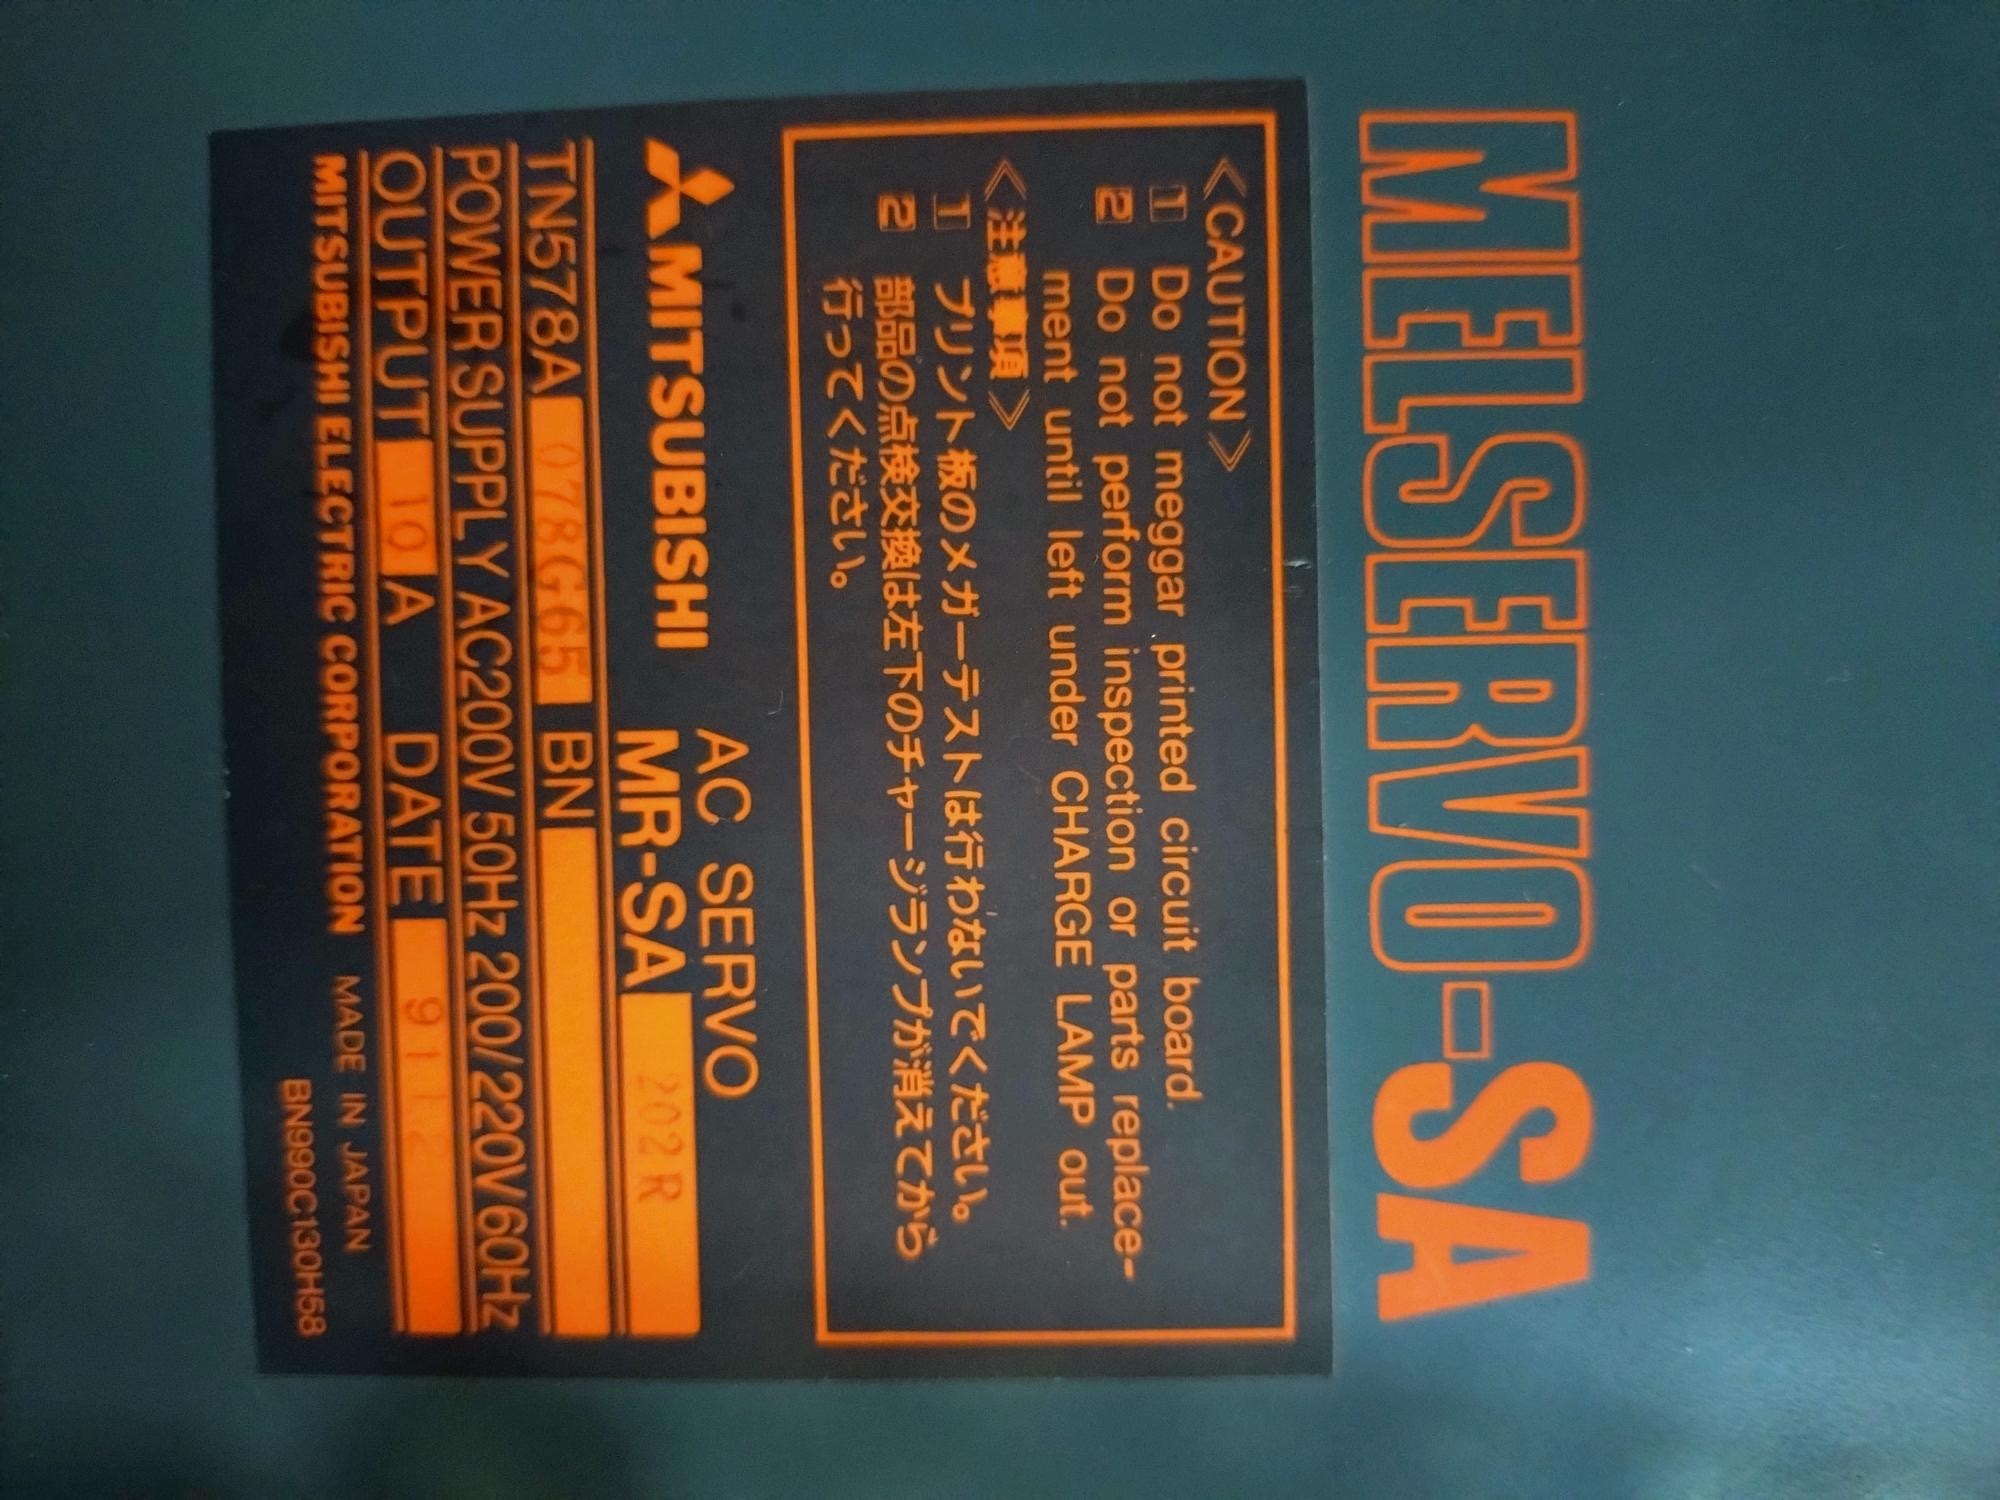 MELSERVO-SA
《CAUTION》
1 Do not meggar printed circuit board.
2 Do not perform inspection or parts replace-
ment until left under CHARGE LAMP out.
《注意事項》
1 プリント板のメガーテストは行わないでください。
2 部品の点検交換は左下のチャージランプが消えてから
行ってください。
MITSUBISHI AC SERVO
MR-SA 202R
TN578A 078G65 BN
POWER SUPPLY AC200V 50Hz 200/220V 60Hz
OUTPUT 10 A DATE
MITSUBISHI ELECTRIC CORPORATION MADE IN JAPAN
BN990C130H58